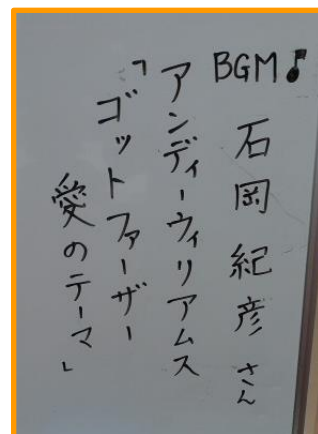 BGM♪
石岡紀彦さん
アンディーウィリアムス
「ゴットファーザー
愛のテーマ」